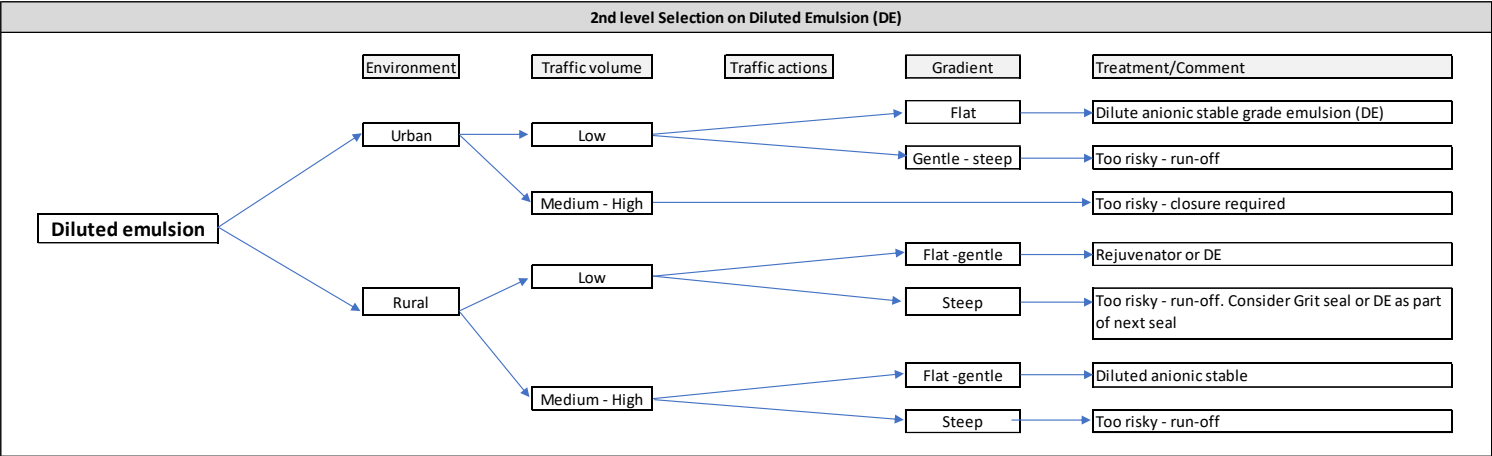 2nd level Selection on Diluted Emulsion (DE)
Environment
Traffic volume
Traffic actions
Gradient
Treatment/Comment
Flat
Dilute anionic stable grade emulsion (DE)
Urban
Low
Gentle - steep
Too risky - run-off
Medium - High
Too risky - closure required
Diluted emulsion
Flat -gentle
Rejuvenator or DE
Low
Rural
Steep
Too risky - run-off. Consider Grit seal or DE as part
of next seal
Flat -gentle
Diluted anionic stable
Medium - High
Steep
Too risky - run-off